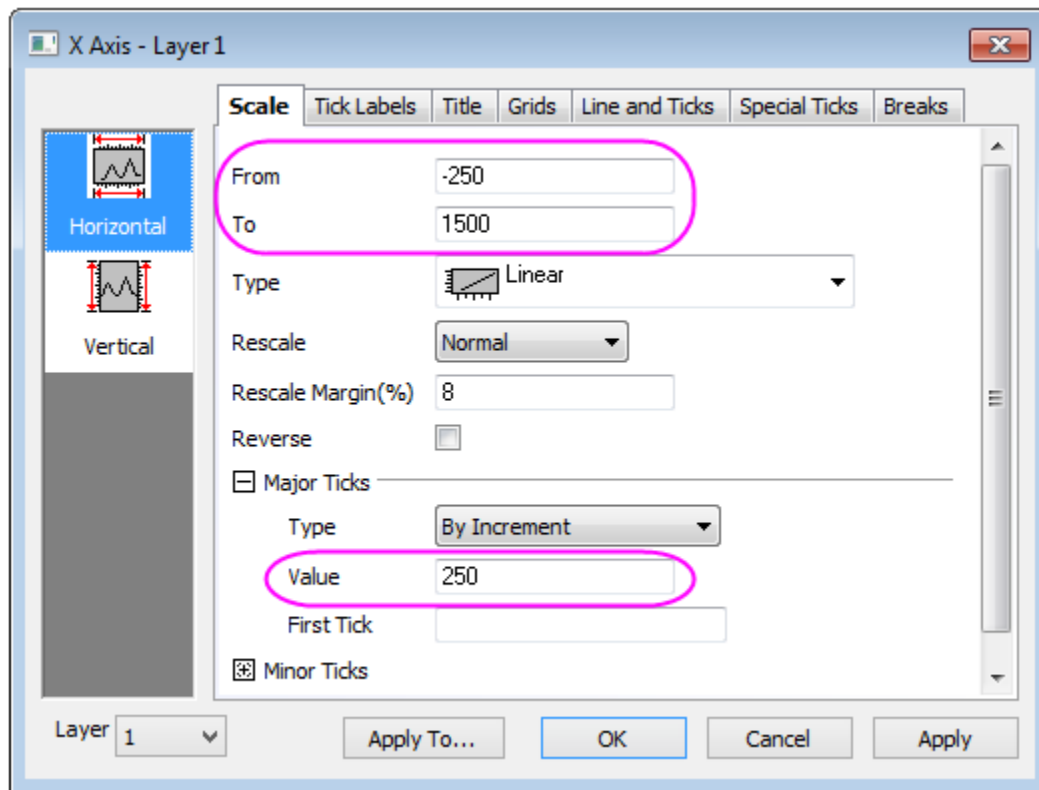 X Axis - Layer 1
Scale Tick Labels Title Grids Line and Ticks Special Ticks Breaks
Horizontal
Vertical
From -250
To 1500
Type Linear
Rescale Normal
Rescale Margin(%) 8
Reverse
Major Ticks
Type By Increment
Value 250
First Tick
Minor Ticks
Layer 1 Apply To... OK Cancel Apply